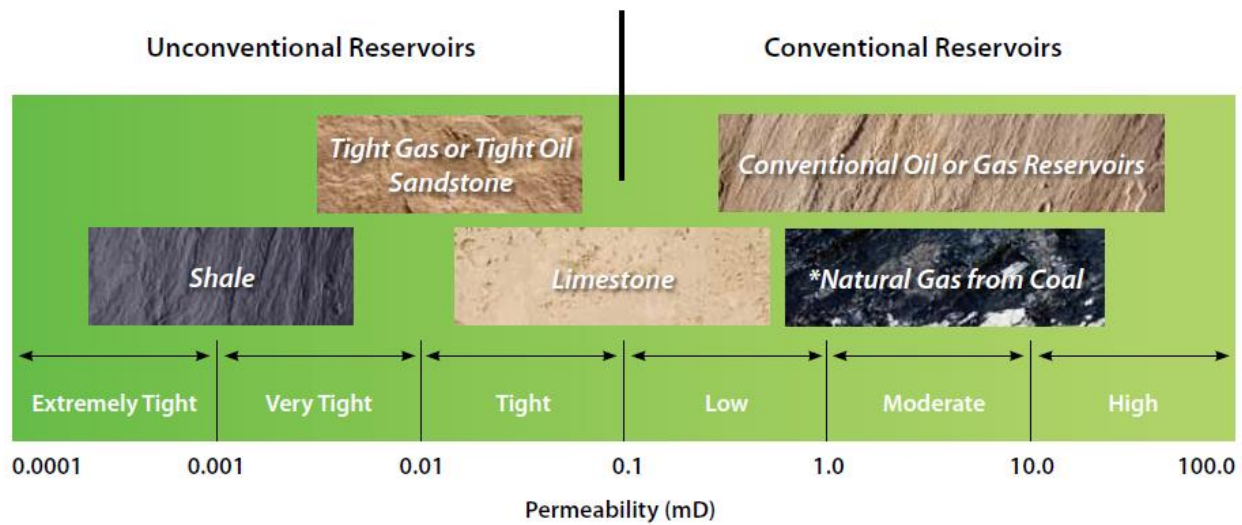 Unconventional Reservoirs
Conventional Reservoirs
Tight Gas or Tight Oil
Sandstone
Conventional Oil or Gas Reservoirs
Shale
Limestone
*Natural Gas from Coal
Extremely Tight
Very Tight
Tight
Low
Moderate
High
0.0001
0.001
0.01
0.1
1.0
10.0
100.0
Permeability (mD)